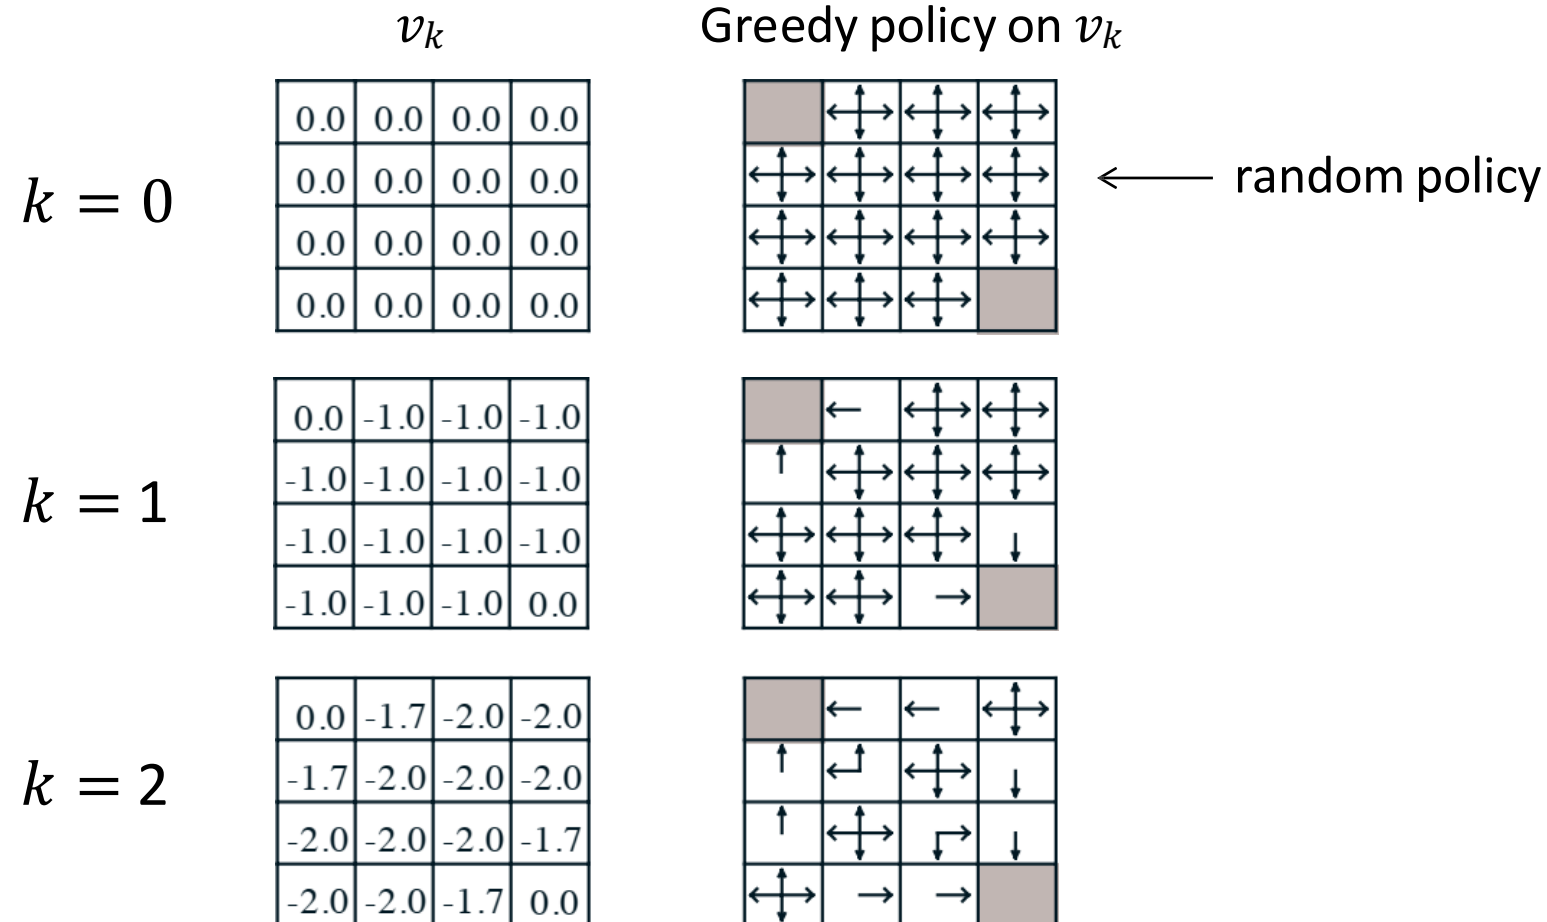 v_k Greedy policy on v_k
k = 0
0.0 0.0 0.0 0.0
0.0 0.0 0.0 0.0
0.0 0.0 0.0 0.0
0.0 0.0 0.0 0.0
random policy
k = 1
0.0 -1.0 -1.0 -1.0
-1.0 -1.0 -1.0 -1.0
-1.0 -1.0 -1.0 -1.0
-1.0 -1.0 -1.0 0.0
k = 2
0.0 -1.7 -2.0 -2.0
-1.7 -2.0 -2.0 -2.0
-2.0 -2.0 -2.0 -1.7
-2.0 -2.0 -1.7 0.0